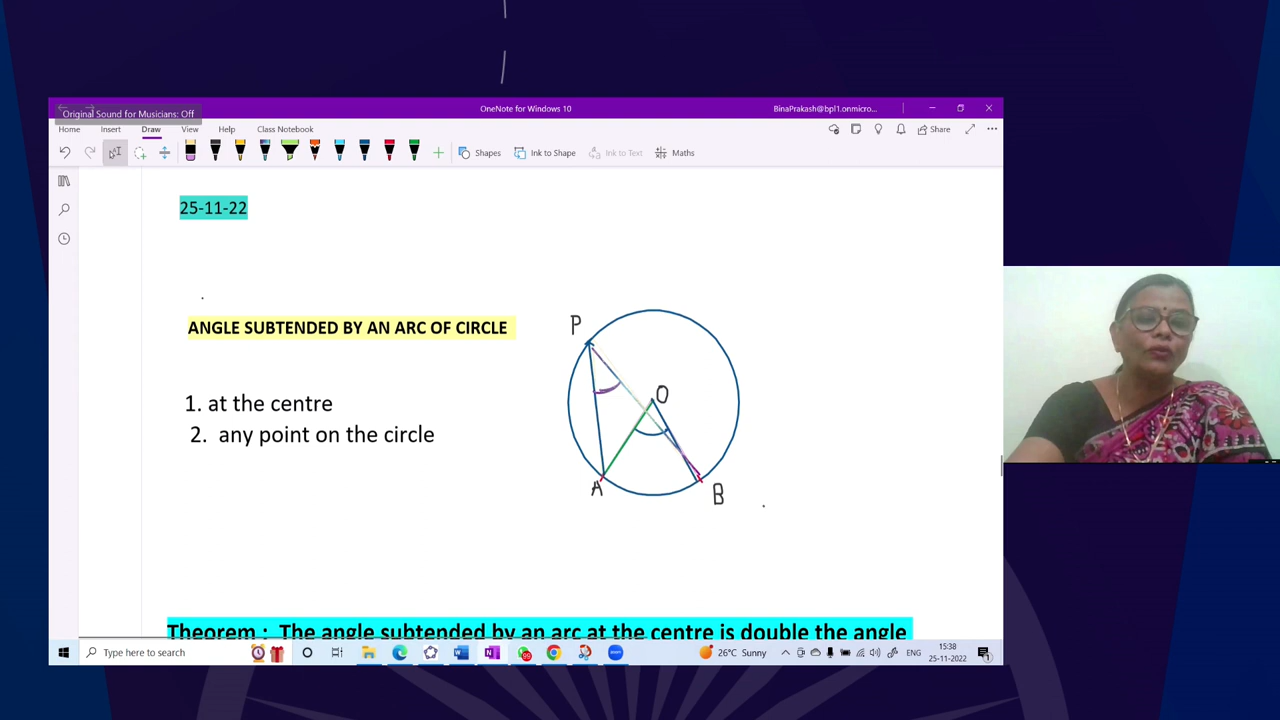 Original Sound for Musicians: Off
OneNote for Windows 10
BinaPrakash@bpl1.onmicro...
Home Insert Draw View Help Class Notebook
Share
Shapes Ink to Shape Ink to Text Maths
25-11-22
ANGLE SUBTENDED BY AN ARC OF CIRCLE
1. at the centre
2. any point on the circle
P
O
A
B
Theorem : The angle subtended by an arc at the centre is double the angle
Type here to search
26°C Sunny
ENG
15:38
25-11-2022